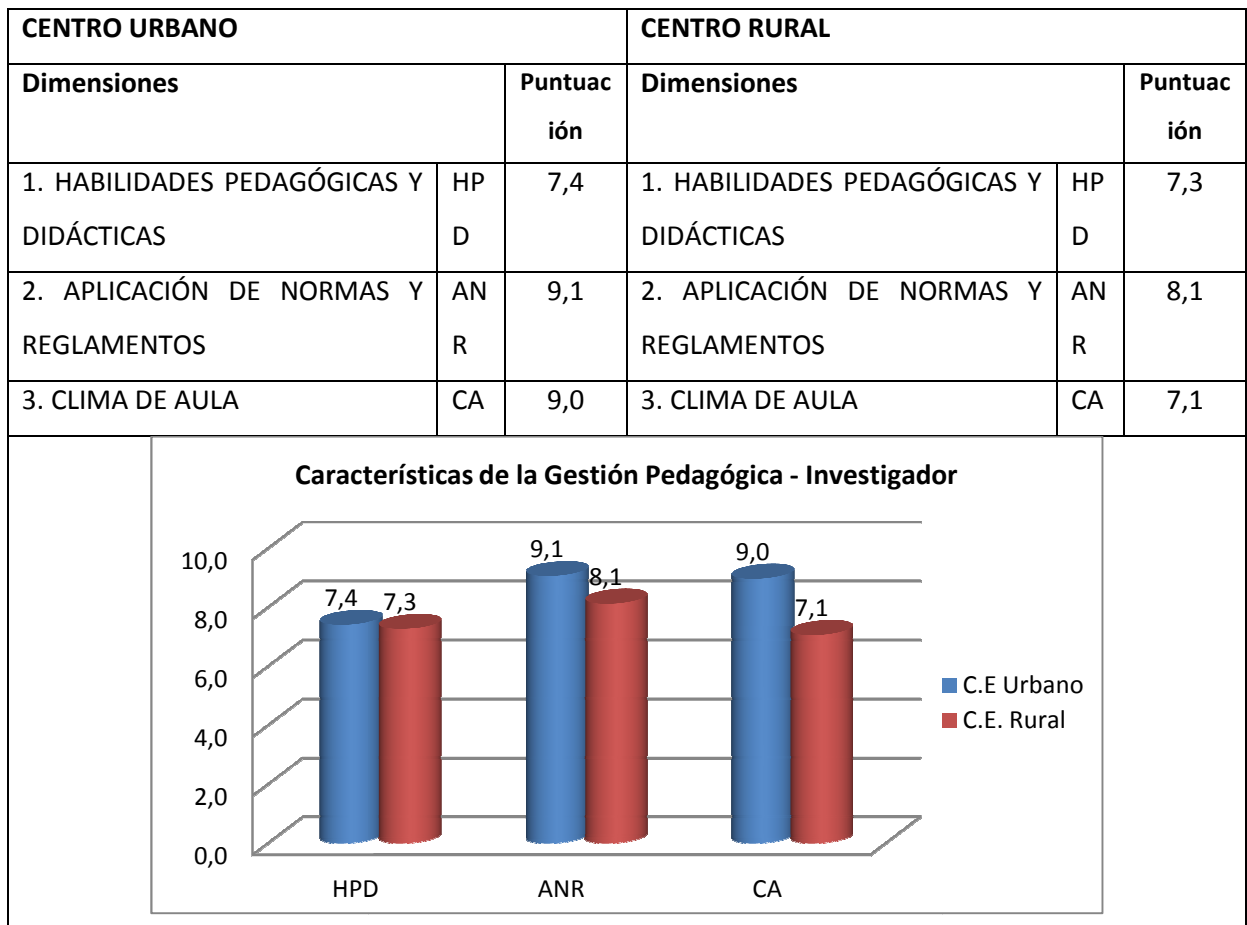 CENTRO URBANO CENTRO RURAL
Dimensiones Puntuac Dimensiones Puntuac
ión ión
1. HABILIDADES PEDAGÓGICAS Y HP 7,4 1. HABILIDADES PEDAGÓGICAS Y HP 7,3
DIDÁCTICAS D DIDÁCTICAS D
2. APLICACIÓN DE NORMAS Y AN 9,1 2. APLICACIÓN DE NORMAS Y AN 8,1
REGLAMENTOS R REGLAMENTOS R
3. CLIMA DE AULA CA 9,0 3. CLIMA DE AULA CA 7,1
Características de la Gestión Pedagógica - Investigador
10,0
8,0
6,0
4,0
2,0
0,0
7,4 7,3
9,1 8,1
9,0 7,1
HPD ANR CA
C.E Urbano
C.E. Rural